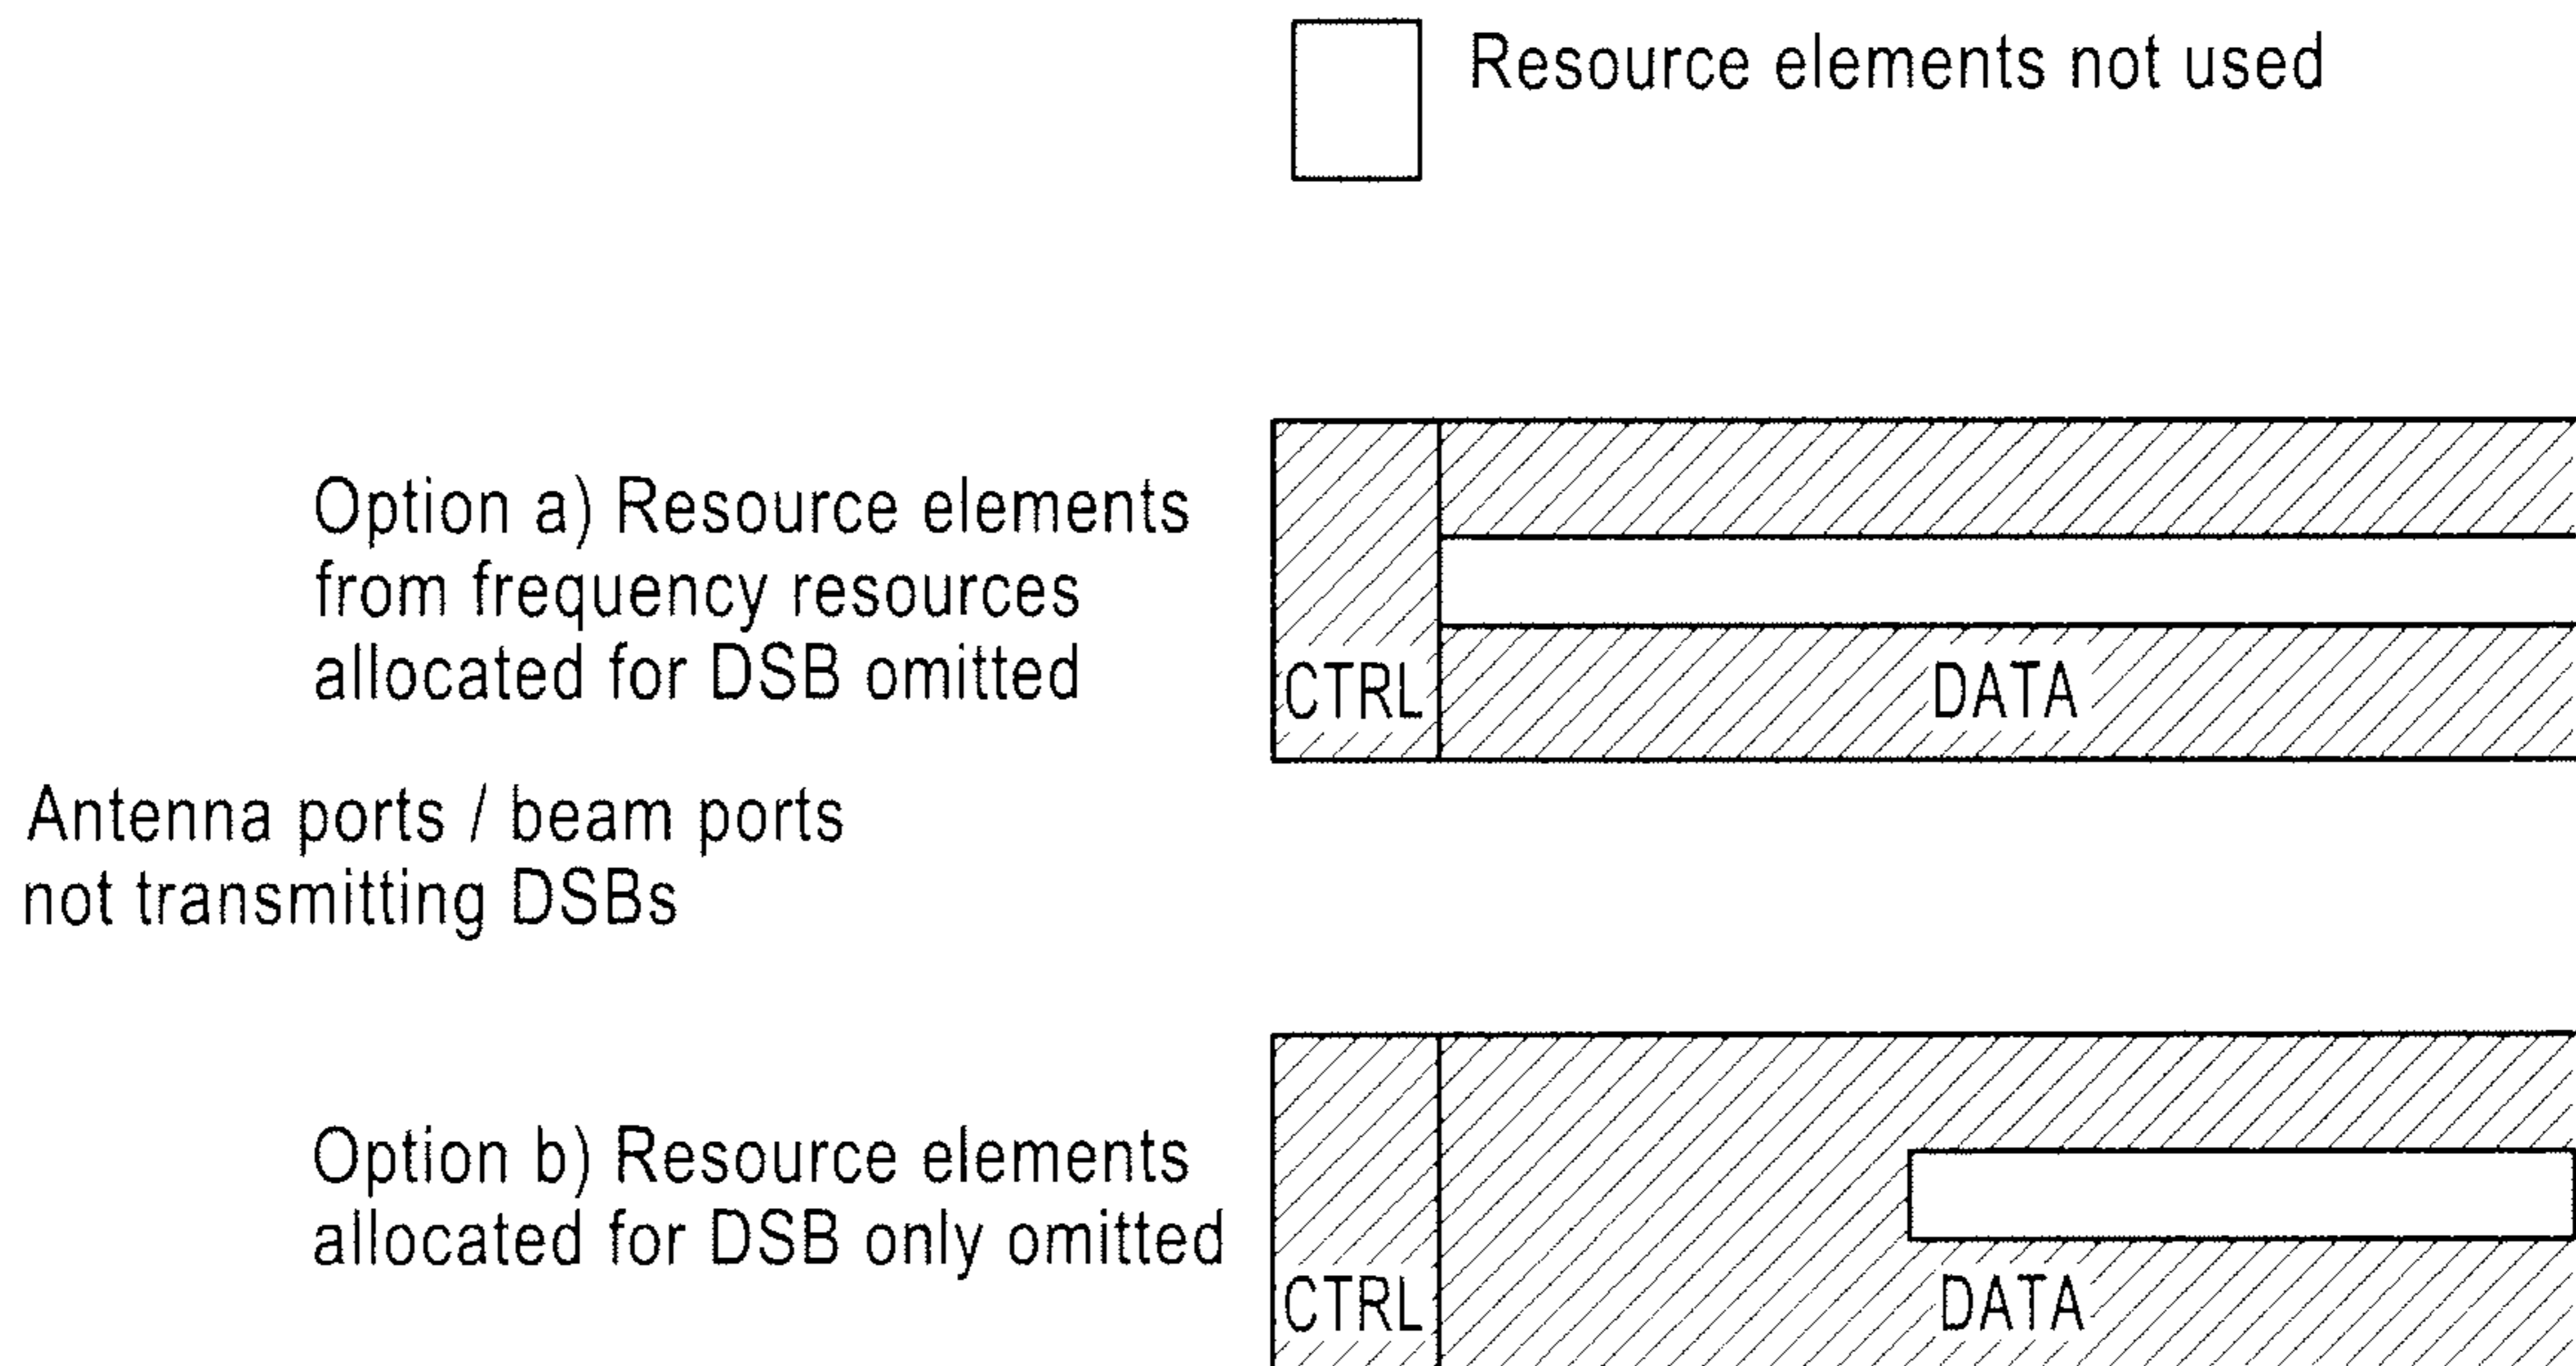 Resource elements not used
Option a) Resource elements
from frequency resources
allocated for DSB omitted
CTRL
DATA
Antenna ports / beam ports
not transmitting DSBs
Option b) Resource elements
allocated for DSB only omitted
CTRL
DATA